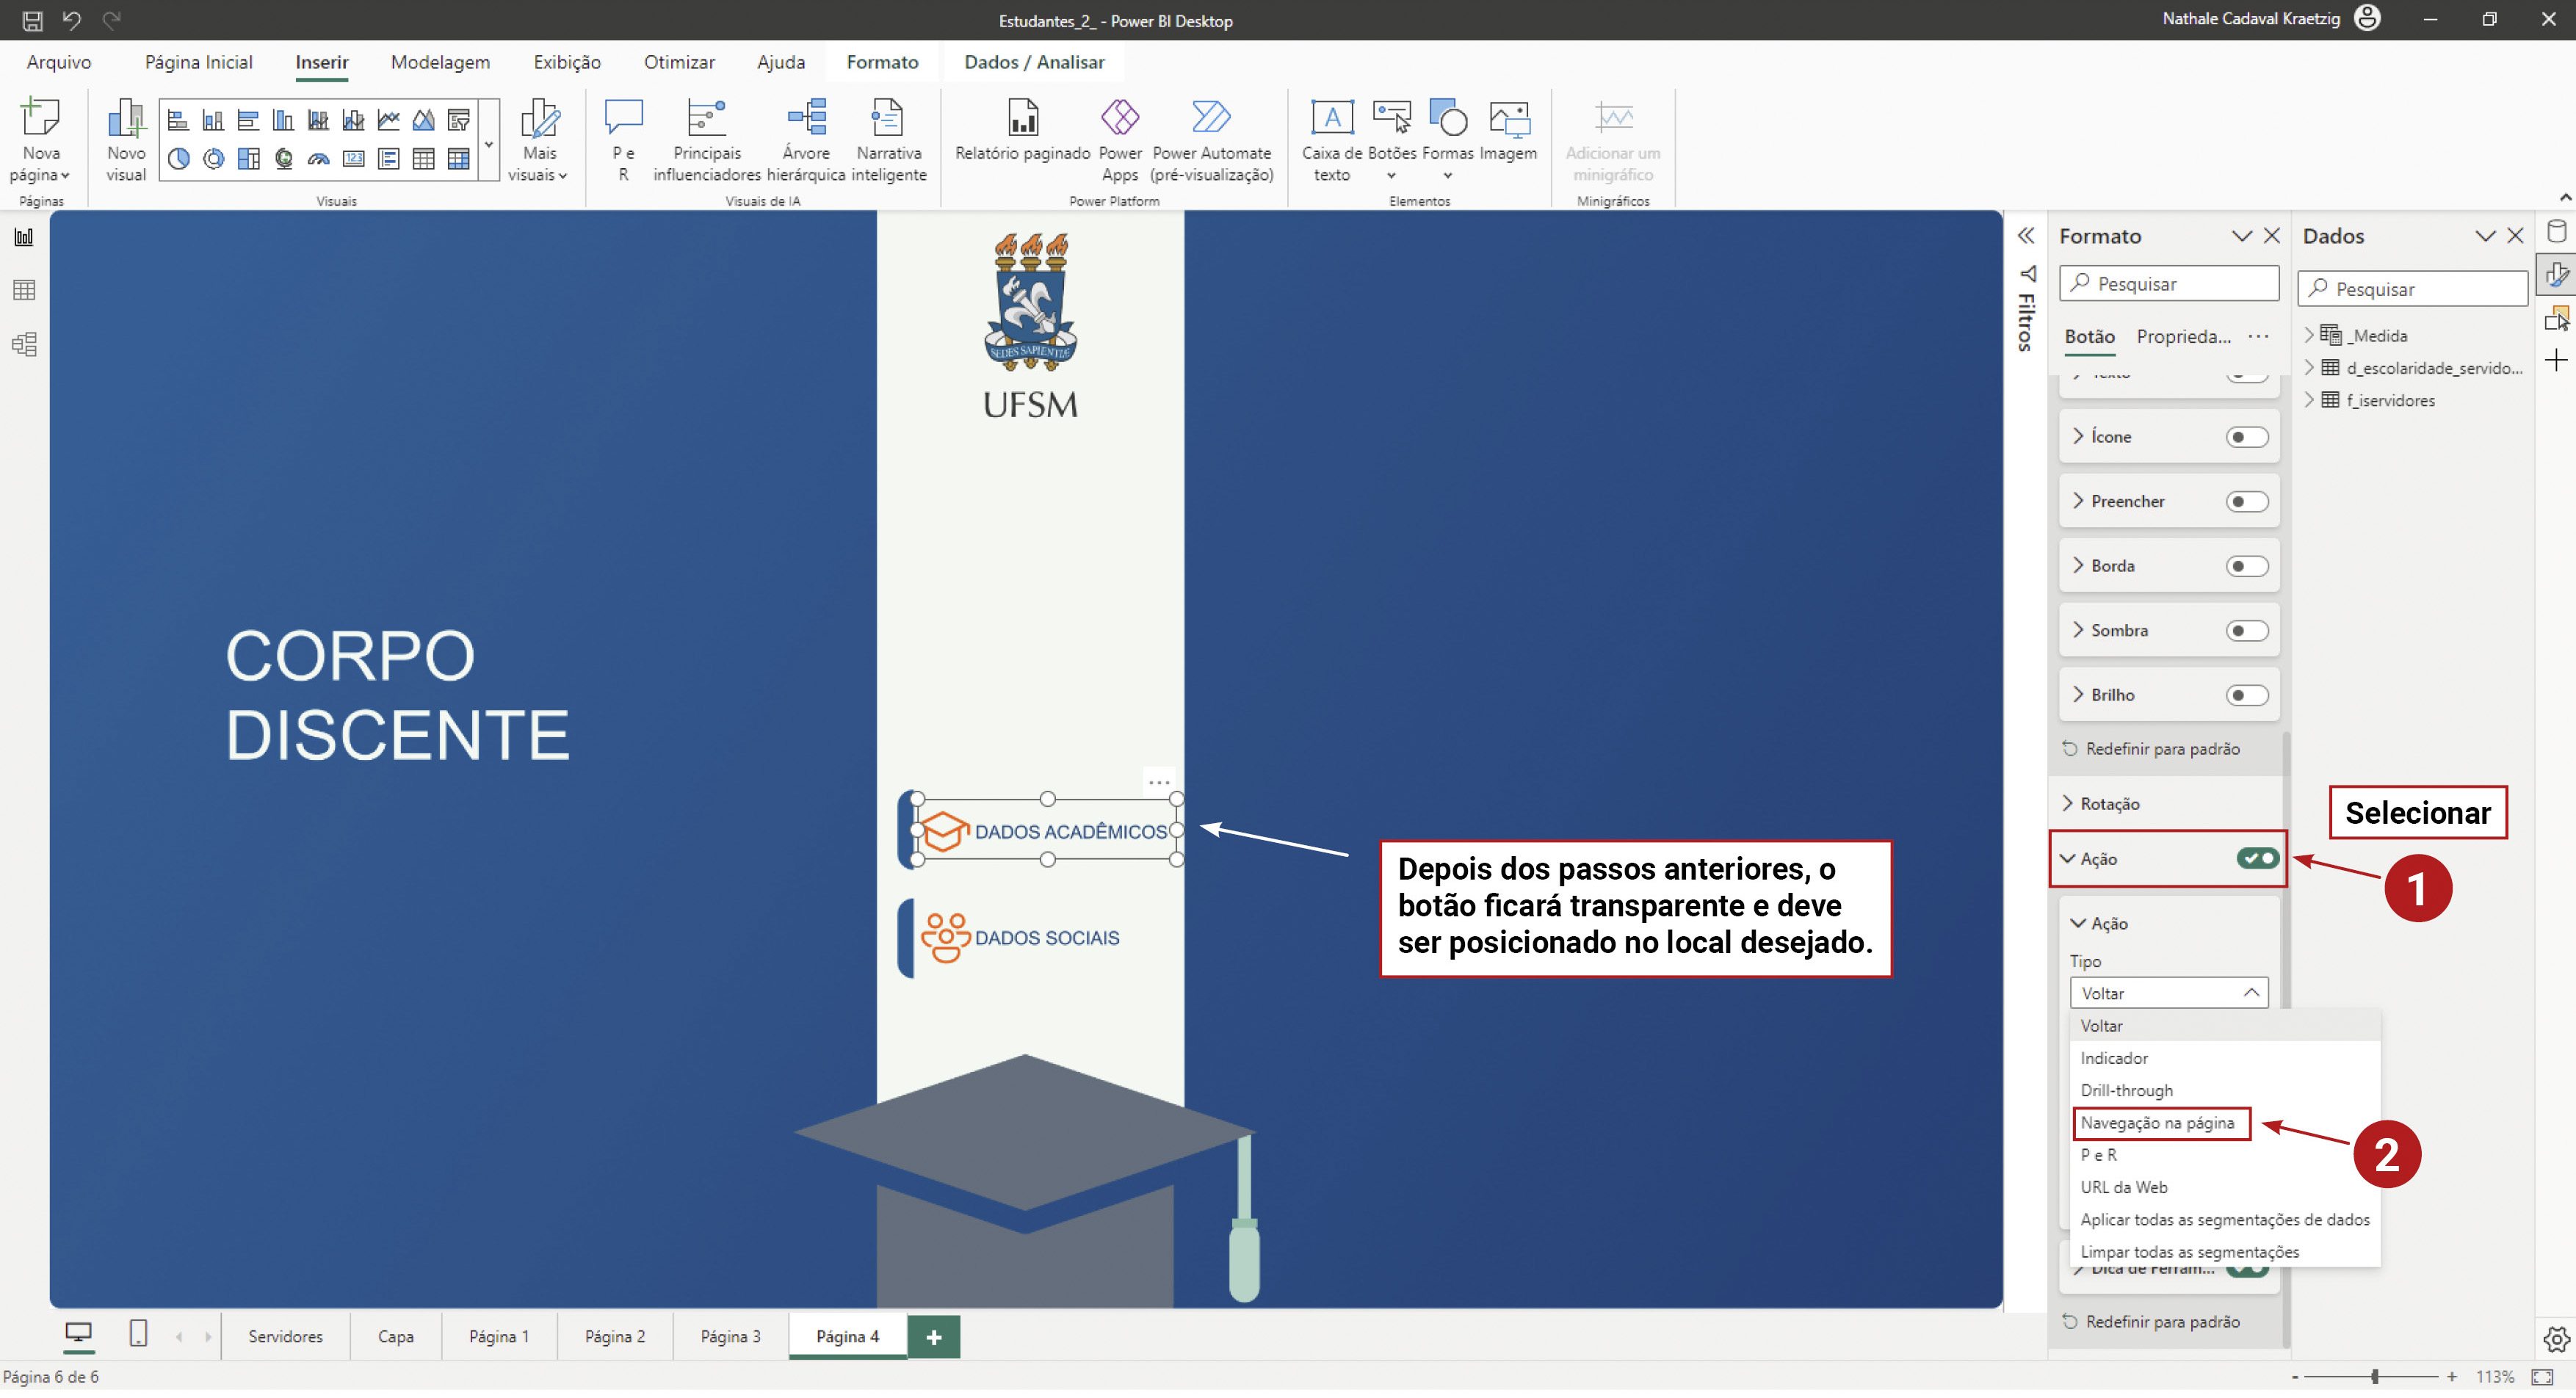 Estudantes_2_ - Power BI Desktop
Nathale Cadaval Kraetzig
Arquivo
Página Inicial
Inserir
Modelagem
Exibição
Otimizar
Ajuda
Formato
Dados / Analisar
Nova
página
Páginas
Novo
visual
123
Mais
visuais
Visuais
P e
R
Principais
influenciadores
Árvore
hierárquica
Narrativa
inteligente
Visuais de IA
Relatório paginado
Power
Apps
Power Automate
(pré-visualização)
Power Platform
A
Caixa de
texto
Botões
Formas
Imagem
Elementos
Adicionar um
minigráfico
Minigráficos
SEDES SAPIENTIÆ
UFSM
CORPO
DISCENTE
DADOS ACADÊMICOS
DADOS SOCIAIS
Depois dos passos anteriores, o
botão ficará transparente e deve
ser posicionado no local desejado.
Filtros
Formato
Pesquisar
Botão
Proprieda...
Texto
Ícone
Preencher
Borda
Sombra
Brilho
Redefinir para padrão
Rotação
Ação
Ação
Tipo
Voltar
Voltar
Indicador
Drill-through
Navegação na página
P e R
URL da Web
Aplicar todas as segmentações de dados
Limpar todas as segmentações
Dica de Ferram...
Redefinir para padrão
Selecionar
1
2
Dados
Pesquisar
_Medida
d_escolaridade_servido...
f_iservidores
Servidores
Capa
Página 1
Página 2
Página 3
Página 4
Página 6 de 6
113%